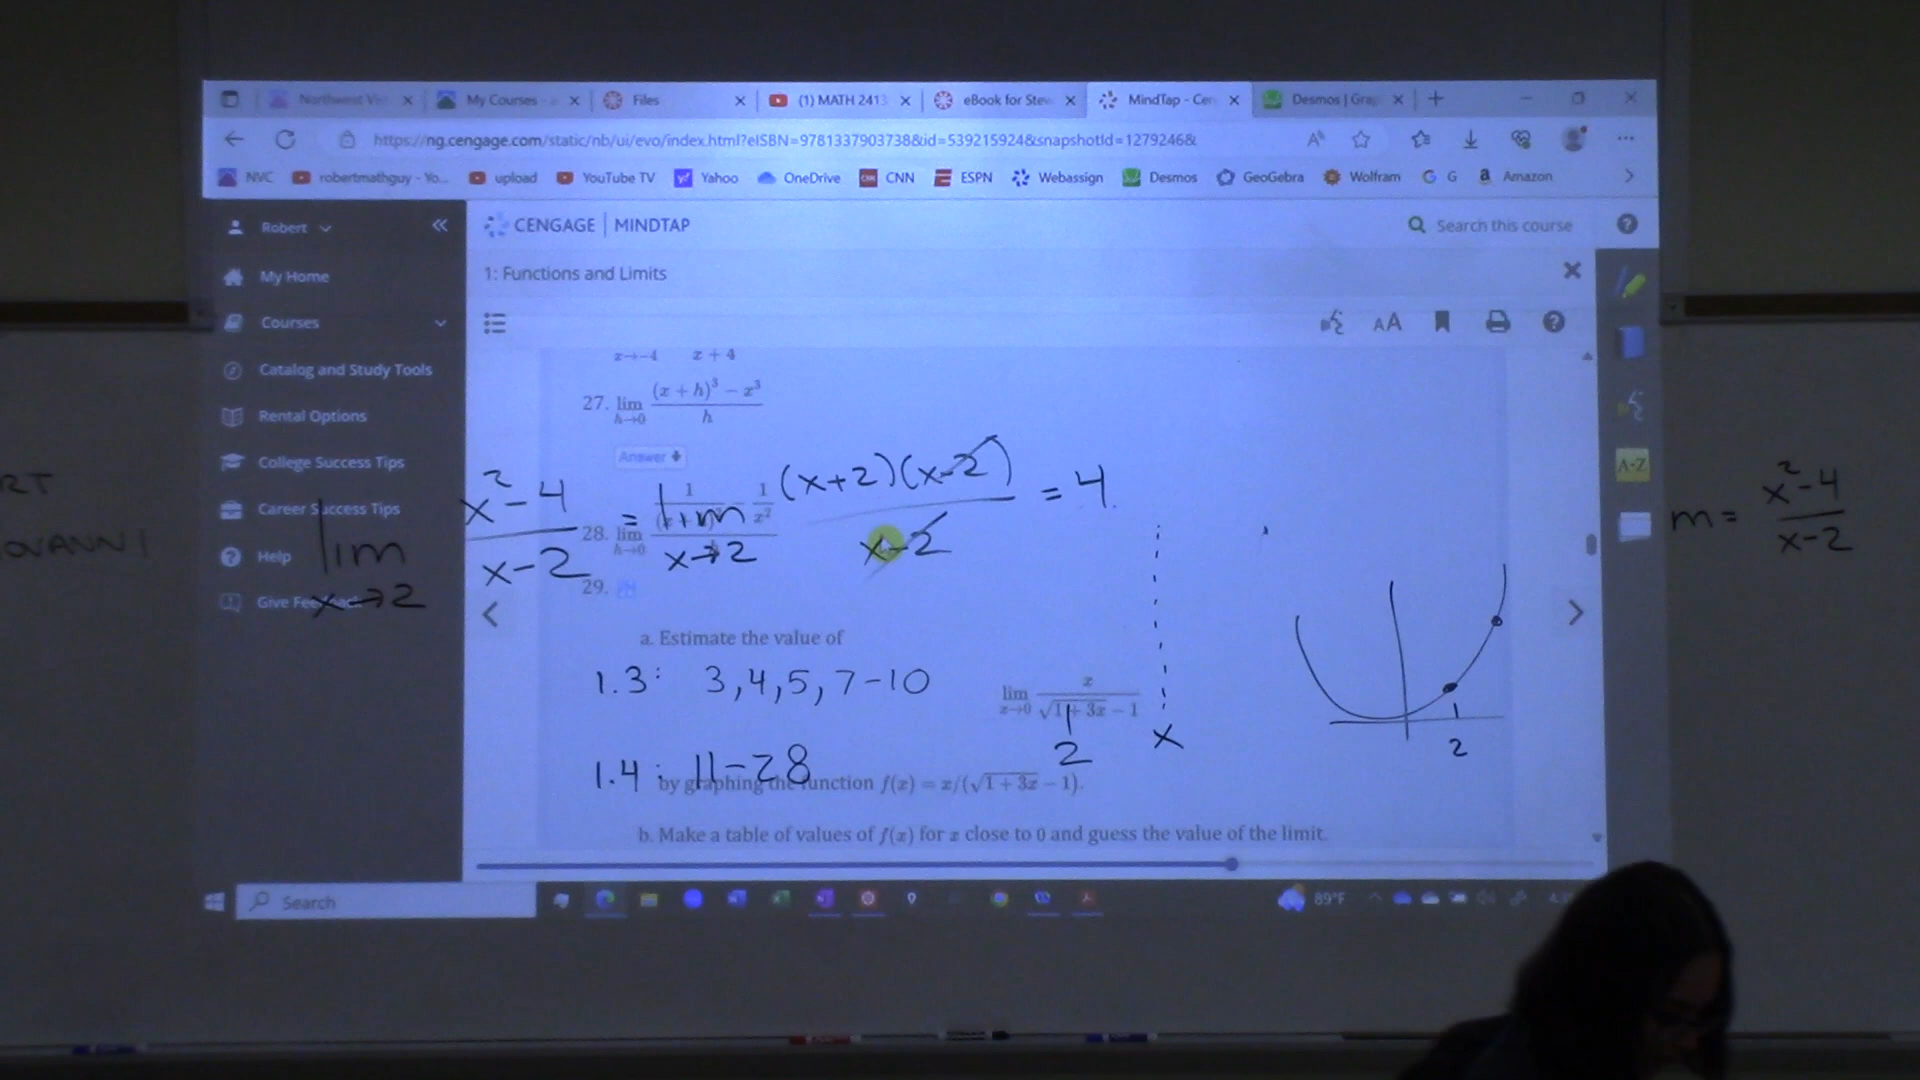 Northwest Vis
My Courses -
Files
(1) MATH 2413
eBook for Stew
MindTap - Cen
Desmos | Gra
https://ng.cengage.com/static/nb/ui/evo/index.html?eISBN=9781337903738&id=539215924&snapshotId=1279246&
NVC
robertmathguy - Yo...
upload
YouTube TV
Yahoo
OneDrive
CNN
ESPN
Webassign
Desmos
GeoGebra
Wolfram
G
Amazon
Robert
CENGAGE | MINDTAP
Search this course
My Home
1: Functions and Limits
Courses
AA
Catalog and Study Tools
x→-4 x + 4
Rental Options
27. lim h→0 ((x + h)³ − x³)/h
College Success Tips
Answer
A-Z
Career Success Tips
Help
28. lim h→0
lim x→2 (x²-4)/(x-2) = lim x→2 ((x+2)(x-2))/(x-2) = 4
m = (x²-4)/(x-2)
29.
a. Estimate the value of
1.3: 3,4,5,7-10
lim x→0 x/(√1 + 3x − 1)
2 x
2
1.4: 11-28
by graphing the function f(x) = x/(√1 + 3x − 1).
b. Make a table of values of f(x) for x close to 0 and guess the value of the limit.
Search
89°F